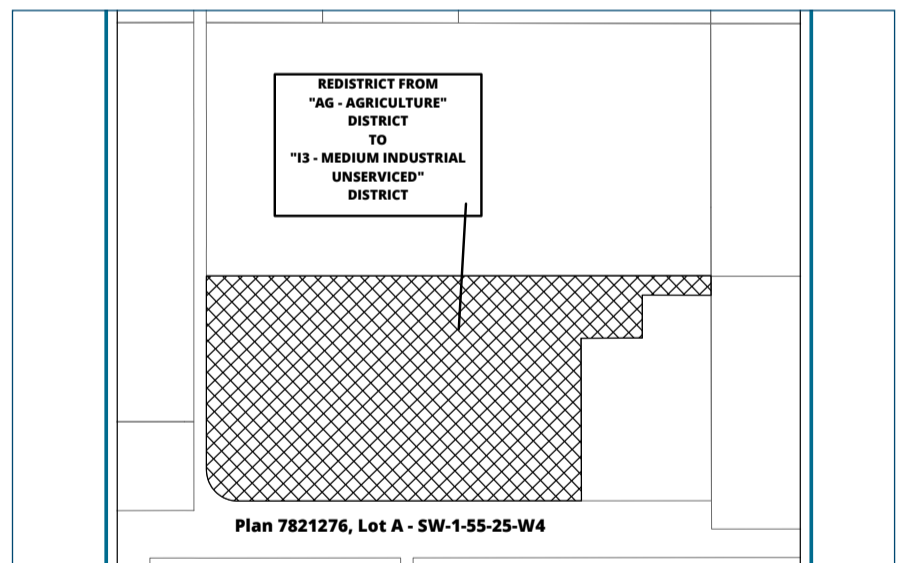 REDISTRICT FROM
"AG - AGRICULTURE"
DISTRICT
TO
"I3 - MEDIUM INDUSTRIAL
UNSERVICED"
DISTRICT
Plan 7821276, Lot A - SW-1-55-25-W4